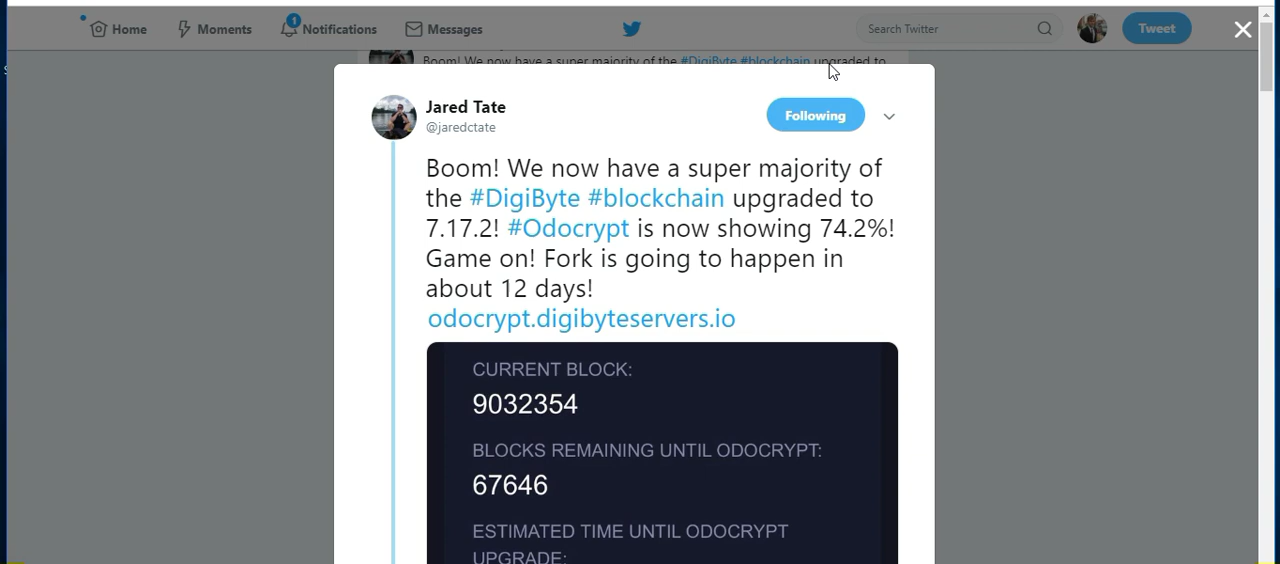 Home
Moments
1
Notifications
Messages
Search Twitter
Tweet
Boom! We now have a super majority of the #DigiByte #blockchain upgraded to
Jared Tate
@jaredctate
Following
Boom! We now have a super majority of
the #DigiByte #blockchain upgraded to
7.17.2! #Odocrypt is now showing 74.2%!
Game on! Fork is going to happen in
about 12 days!
odocrypt.digibyteservers.io
CURRENT BLOCK:
9032354
BLOCKS REMAINING UNTIL ODOCRYPT:
67646
ESTIMATED TIME UNTIL ODOCRYPT
UPGRADE: